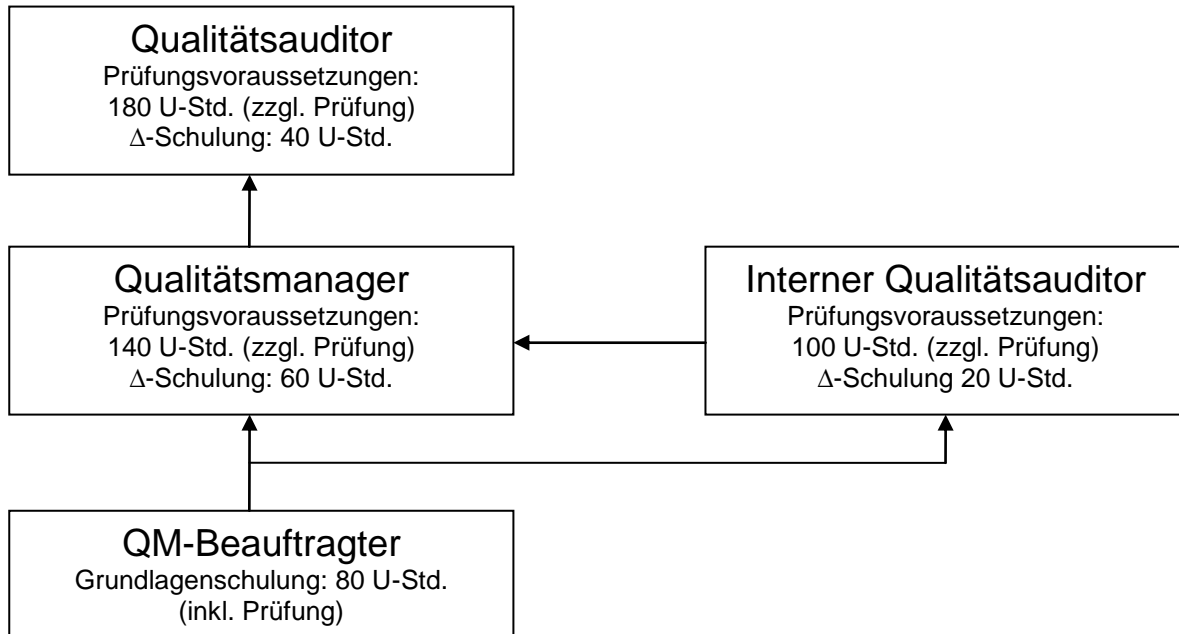 Qualitätsauditor
Prüfungsvoraussetzungen:
180 U-Std. (zzgl. Prüfung)
∆-Schulung: 40 U-Std.
Qualitätsmanager
Prüfungsvoraussetzungen:
140 U-Std. (zzgl. Prüfung)
∆-Schulung: 60 U-Std.
Interner Qualitätsauditor
Prüfungsvoraussetzungen:
100 U-Std. (zzgl. Prüfung)
∆-Schulung 20 U-Std.
QM-Beauftragter
Grundlagenschulung: 80 U-Std.
(inkl. Prüfung)